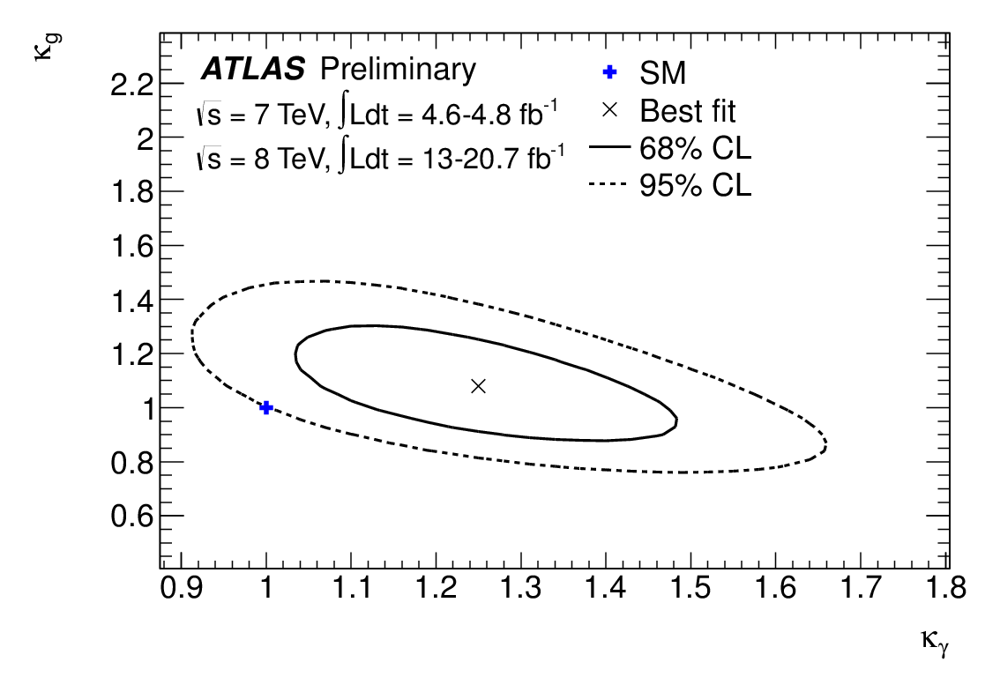 κg
ATLAS Preliminary
√s = 7 TeV, ∫Ldt = 4.6-4.8 fb-1
√s = 8 TeV, ∫Ldt = 13-20.7 fb-1
SM
Best fit
68% CL
95% CL
2.2
2
1.8
1.6
1.4
1.2
1
0.8
0.6
0.9 1 1.1 1.2 1.3 1.4 1.5 1.6 1.7 1.8
κγ